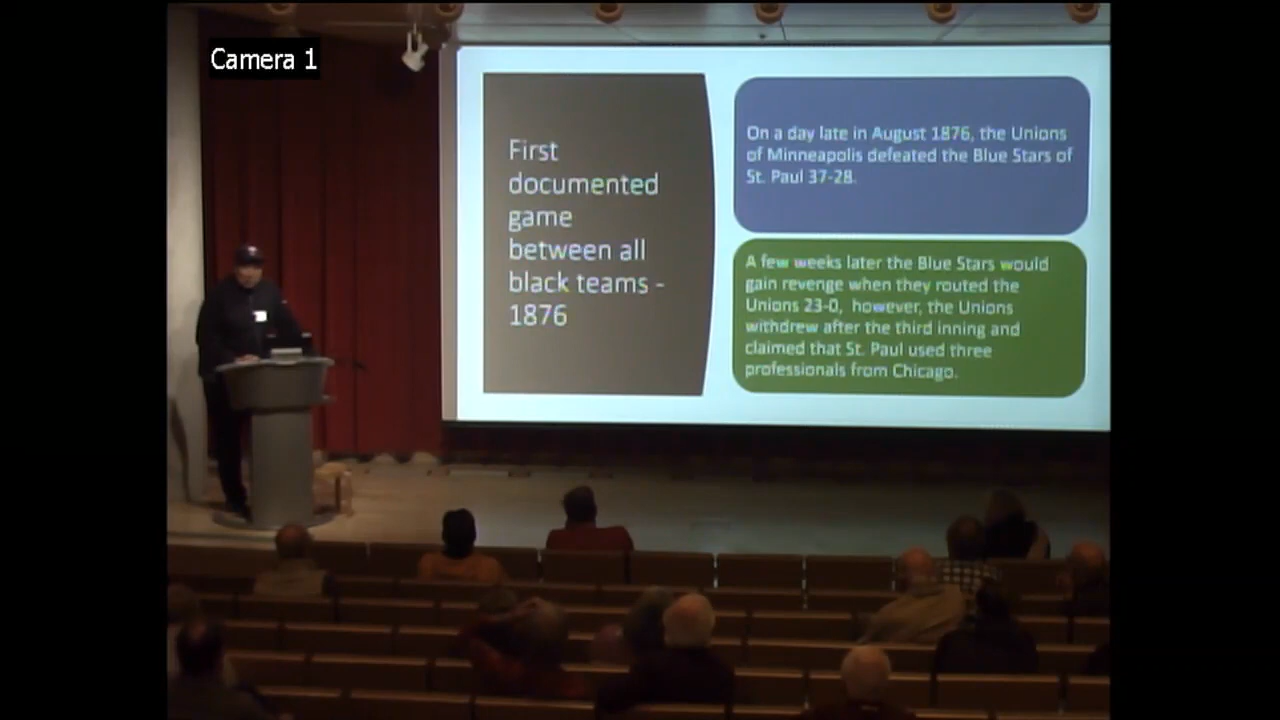 Camera 1
First
documented
game
between all
black teams -
1876
On a day late in August 1876, the Unions
of Minneapolis defeated the Blue Stars of
St. Paul 37-28.
A few weeks later the Blue Stars would
gain revenge when they routed the
Unions 23-0, however, the Unions
withdrew after the third inning and
claimed that St. Paul used three
professionals from Chicago.